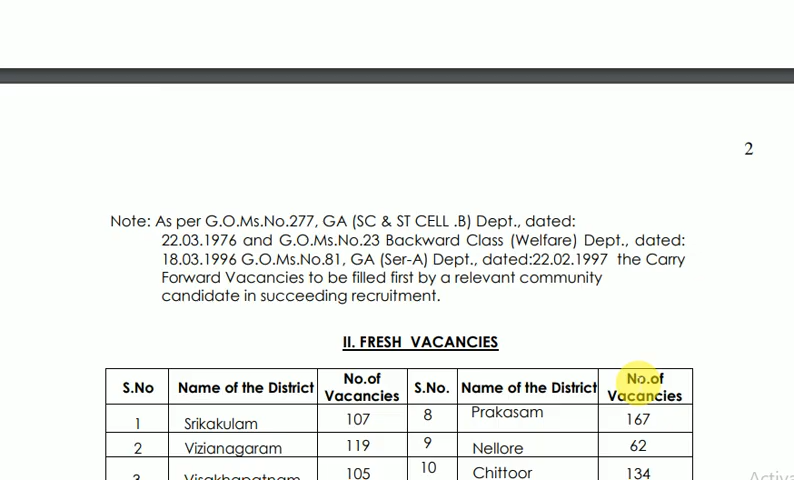 2
Note: As per G.O.Ms.No.277, GA (SC & ST CELL .B) Dept., dated:
22.03.1976 and G.O.Ms.No.23 Backward Class (Welfare) Dept., dated:
18.03.1996 G.O.Ms.No.81, GA (Ser-A) Dept., dated:22.02.1997 the Carry
Forward Vacancies to be filled first by a relevant community
candidate in succeeding recruitment.
II. FRESH VACANCIES
S.No Name of the District No.of Vacancies S.No. Name of the District No.of Vacancies
1 Srikakulam 107 8 Prakasam 167
2 Vizianagaram 119 9 Nellore 62
3 Visakhapatnam 105 10 Chittoor 134
Activa